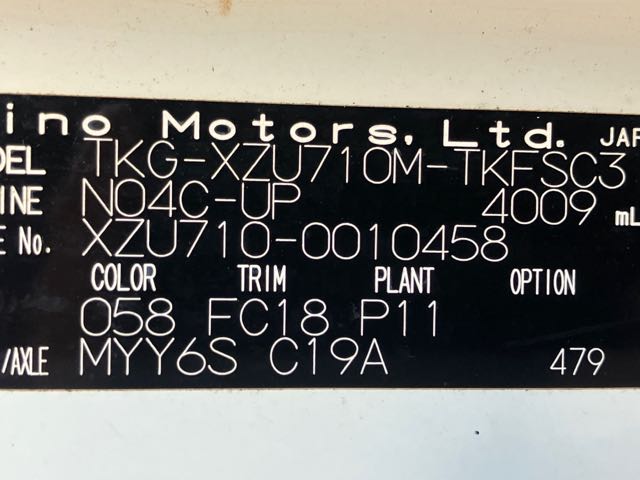 ino Motors, Ltd. JAP
ODEL TKG-XZU710M-TKFSC3
INE N04C-UP 4009 mL
E No. XZU710-0010458
COLOR TRIM PLANT OPTION
058 FC18 P11
/AXLE MYY6S C19A 479